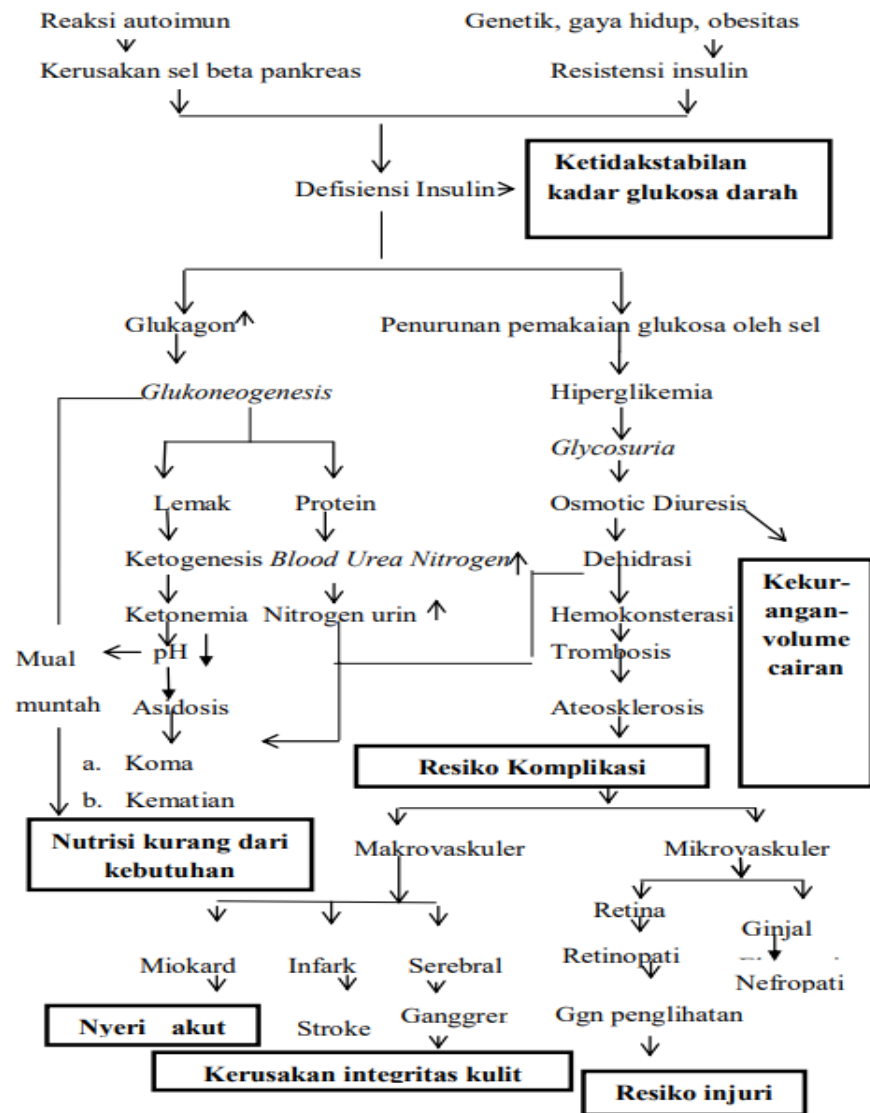 Reaksi autoimun
Genetik, gaya hidup, obesitas
Kerusakan sel beta pankreas
Resistensi insulin
Ketidakstabilan
kadar glukosa darah
Defisiensi Insulin
Glukagon
Penurunan pemakaian glukosa oleh sel
Glukoneogenesis
Hiperglikemia
Glycosuria
Lemak
Protein
Osmotic Diuresis
Ketogenesis
Blood Urea Nitrogen
Dehidrasi
Kekur-
angan-
volume
cairan
Ketonemia
Nitrogen urin
Hemokonsterasi
Mual
muntah
pH
Trombosis
Asidosis
Ateosklerosis
a. Koma
b. Kematian
Resiko Komplikasi
Nutrisi kurang dari
kebutuhan
Makrovaskuler
Mikrovaskuler
Retina
Ginjal
Miokard
Infark
Serebral
Retinopati
Nefropati
Nyeri akut
Stroke
Ganggrer
Ggn penglihatan
Kerusakan integritas kulit
Resiko injuri